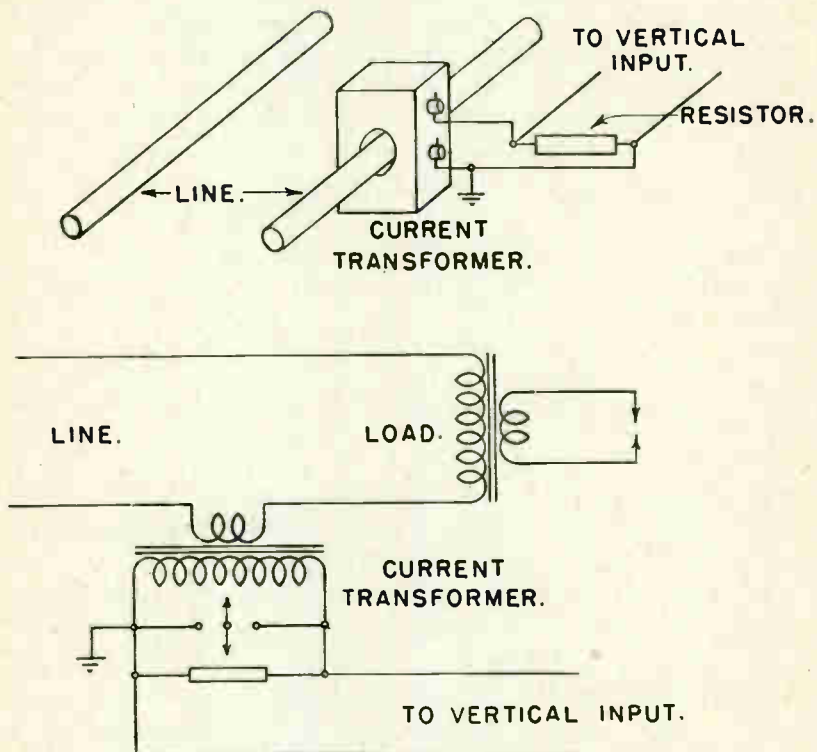 TO VERTICAL
INPUT.
RESISTOR.
LINE.
CURRENT
TRANSFORMER.
LINE.
LOAD.
CURRENT
TRANSFORMER.
TO VERTICAL INPUT.